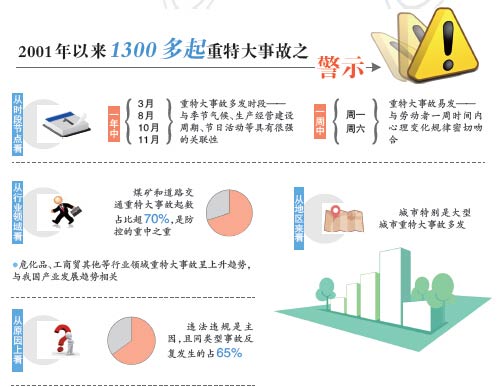 2001年以来1300多起重特大事故之
警示
从时段节点看
1
一年中
3月
8月
10月
11月
重特大事故多发时段——
与季节气候、生产经营建设
周期、节日活动等具有很强
的关联性
一周中
周一
周六
重特大事故易发——
与劳动者一周时间内
心理变化规律密切吻
合
从行业领域看
煤矿和道路交
通重特大事故起数
占比超70%，是防
控的重中之重
从地区来看
城市特别是大型
城市重特大事故多发
●危化品、工商贸其他等行业领域重特大事故呈上升趋势，
与我国产业发展趋势相关
从原因上看
违法违规是主
因，且同类型事故反
复发生的占65%